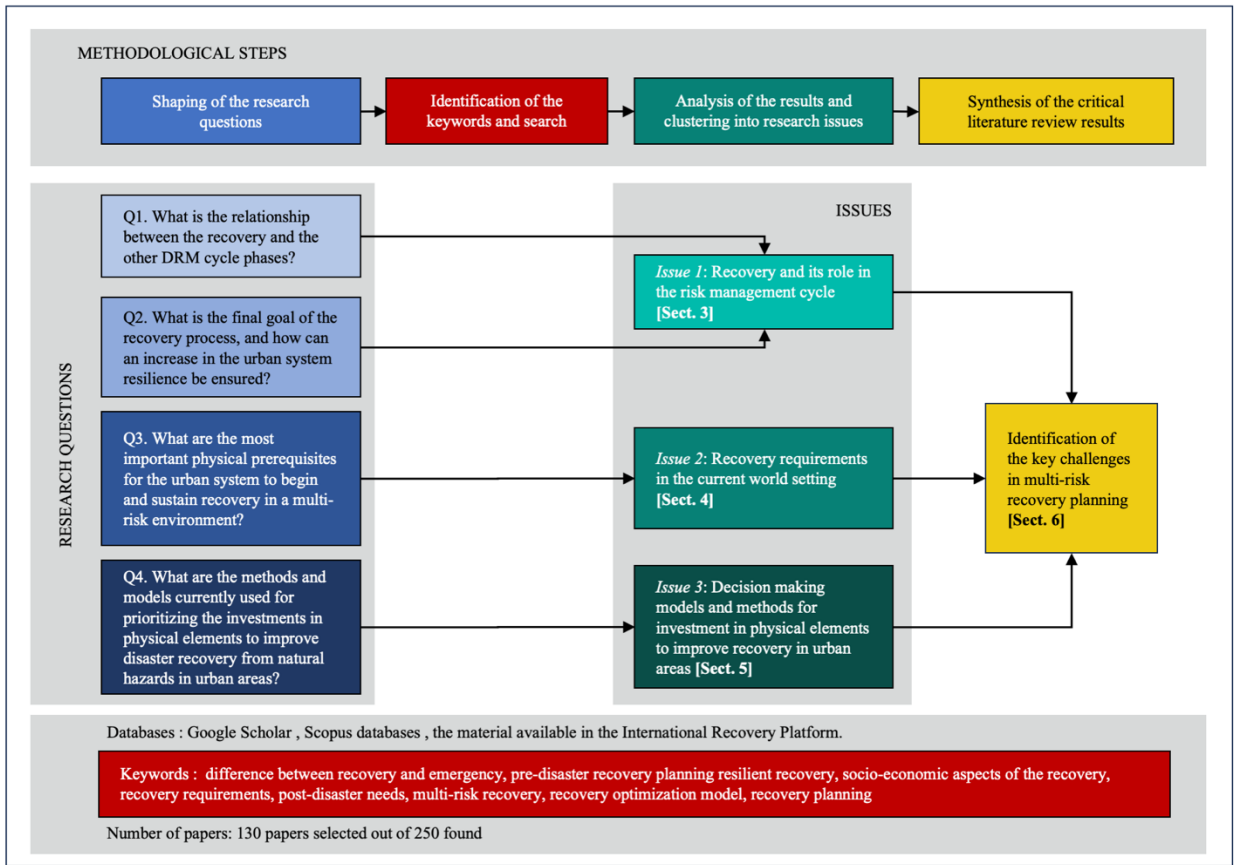 METHODOLOGICAL STEPS
Shaping of the research
questions
Identification of the
keywords and search
Analysis of the results and
clustering into research issues
Synthesis of the critical
literature review results
RESEARCH QUESTIONS
Q1. What is the relationship
between the recovery and the
other DRM cycle phases?
Q2. What is the final goal of the
recovery process, and how can
an increase in the urban system
resilience be ensured?
Q3. What are the most
important physical prerequisites
for the urban system to begin
and sustain recovery in a multi-
risk environment?
Q4. What are the methods and
models currently used for
prioritizing the investments in
physical elements to improve
disaster recovery from natural
hazards in urban areas?
ISSUES
Issue 1: Recovery and its role in
the risk management cycle
[Sect. 3]
Issue 2: Recovery requirements
in the current world setting
[Sect. 4]
Issue 3: Decision making
models and methods for
investment in physical elements
to improve recovery in urban
areas [Sect. 5]
Identification of
the key challenges
in multi-risk
recovery planning
[Sect. 6]
Databases : Google Scholar , Scopus databases , the material available in the International Recovery Platform.
Keywords :  difference between recovery and emergency, pre-disaster recovery planning resilient recovery, socio-economic aspects of the recovery,
recovery requirements, post-disaster needs, multi-risk recovery, recovery optimization model, recovery planning
Number of papers: 130 papers selected out of 250 found